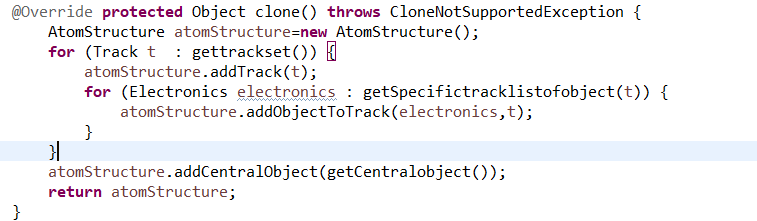 @Override protected Object clone() throws CloneNotSupportedException {
    AtomStructure atomStructure=new AtomStructure();
    for (Track t  : gettrackset()) {
        atomStructure.addTrack(t);
        for (Electronics electronics : getSpecifictracklistofobject(t)) {
            atomStructure.addObjectToTrack(electronics,t);
        }
    }
    atomStructure.addCentralObject(getCentralobject());
    return atomStructure;
}